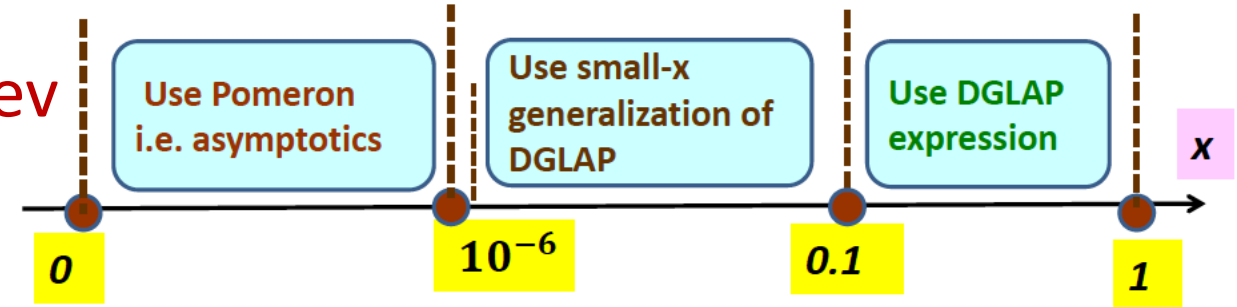 ev
Use Pomeron
i.e. asymptotics
Use small-x
generalization of
DGLAP
Use DGLAP
expression
x
0
10⁻⁶
0.1
1